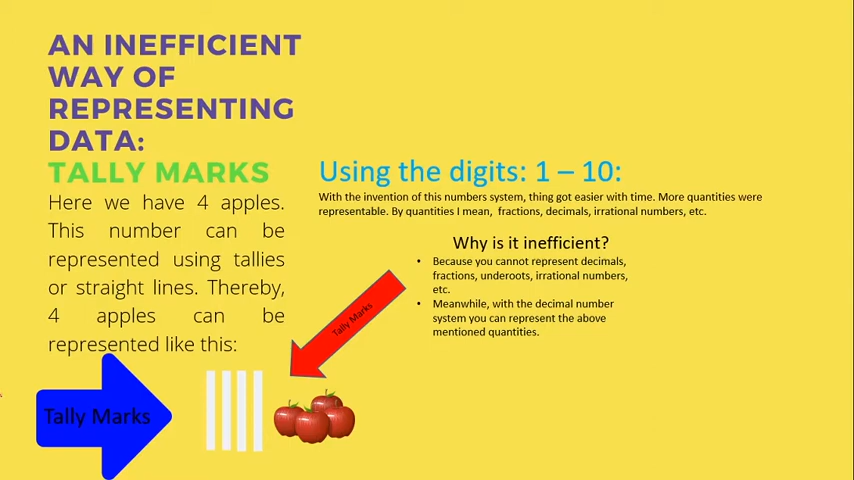 AN INEFFICIENT
WAY OF
REPRESENTING
DATA:
TALLY MARKS
Here we have 4 apples.
This number can be
represented using tallies
or straight lines. Thereby,
4 apples can be
represented like this:
Tally Marks
Using the digits: 1 – 10:
With the invention of this numbers system, thing got easier with time. More quantities were
representable. By quantities I mean, fractions, decimals, irrational numbers, etc.
Why is it inefficient?
• Because you cannot represent decimals,
fractions, underoots, irrational numbers,
etc.
• Meanwhile, with the decimal number
system you can represent the above
mentioned quantities.
Tally Marks